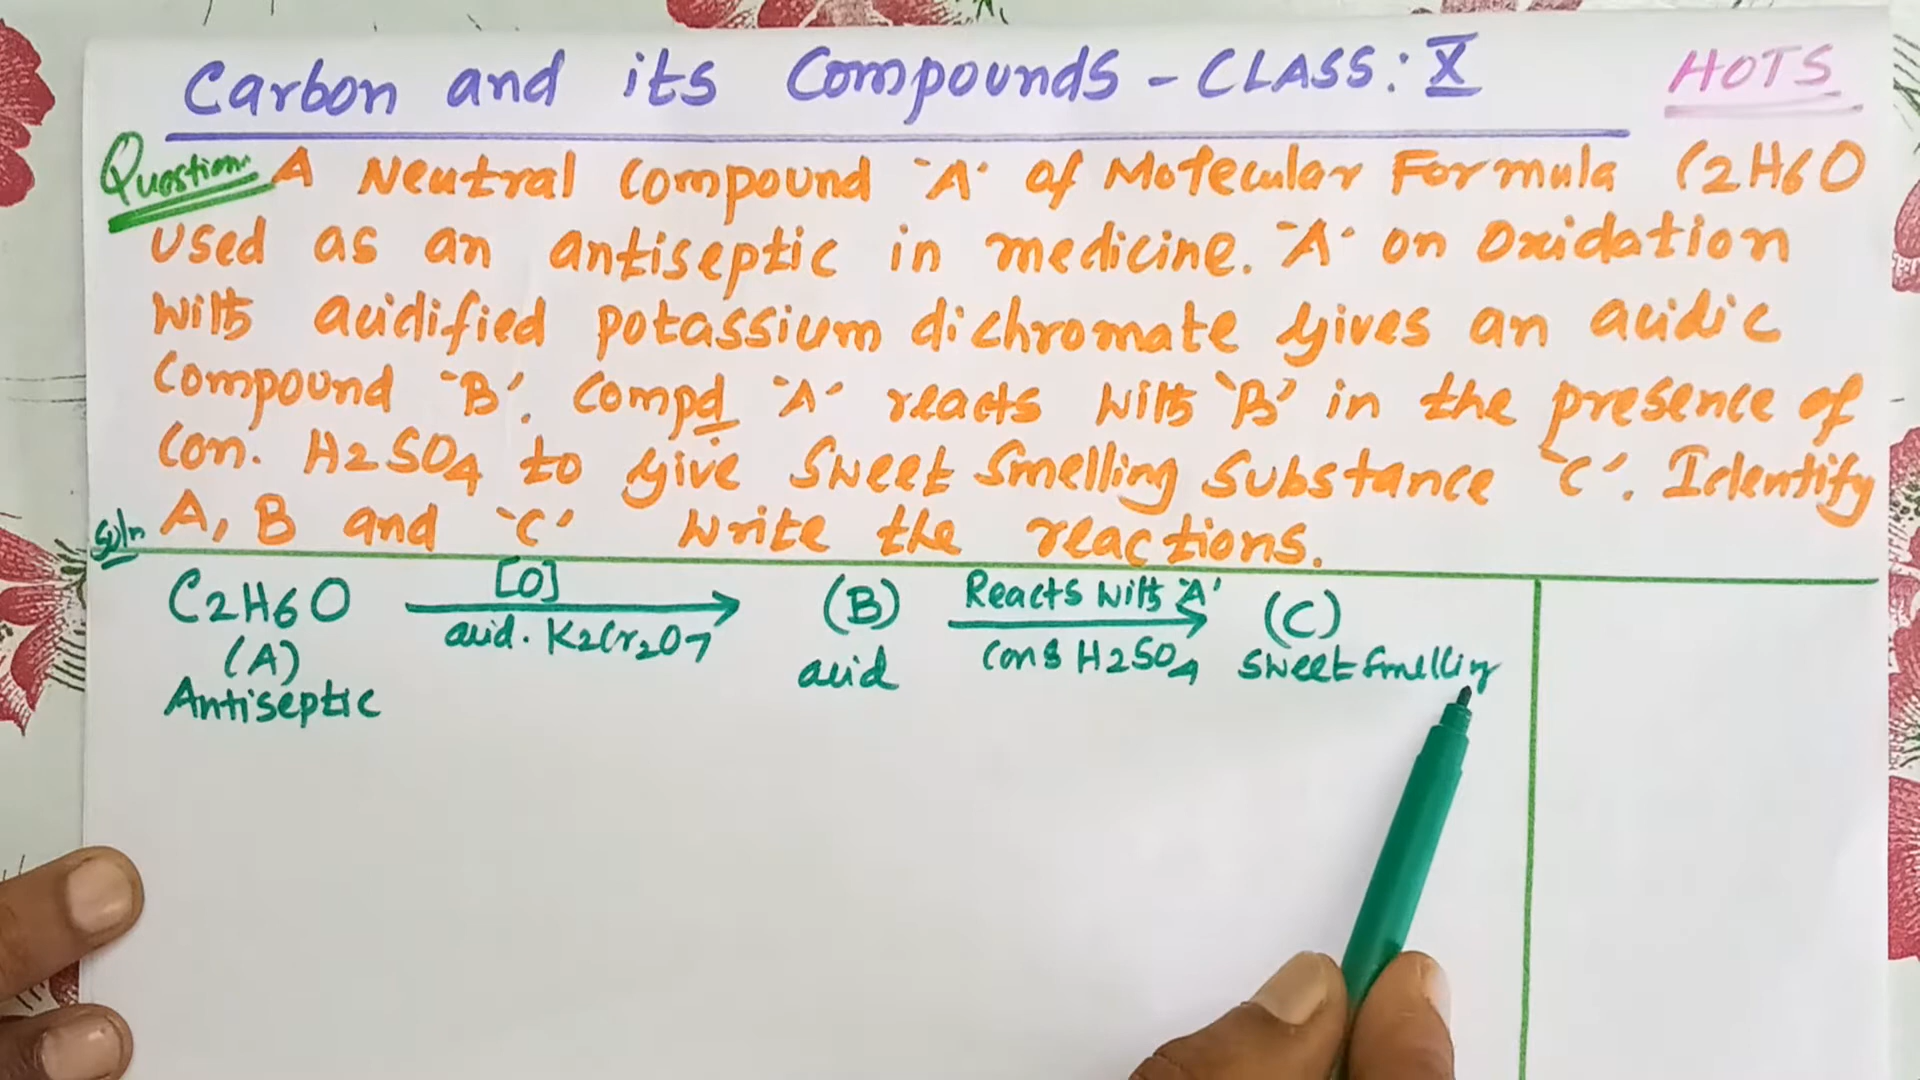 Carbon and its Compounds - CLASS: X HOTS
Question: A Neutral Compound 'A' of Molecular Formula C2H6O
used as an antiseptic in medicine. 'A' on Oxidation
with acidified potassium dichromate gives an acidic
Compound 'B'. Compd 'A' reacts with 'B' in the presence of
Con. H2SO4 to give Sweet Smelling Substance 'C'. Identify
A, B and 'C' Write the reactions.
Soln
C2H6O [O] (B) Reacts with 'A' (C)
(A) acid. K2Cr2O7 acid Conc H2SO4 Sweet Smelling
Antiseptic